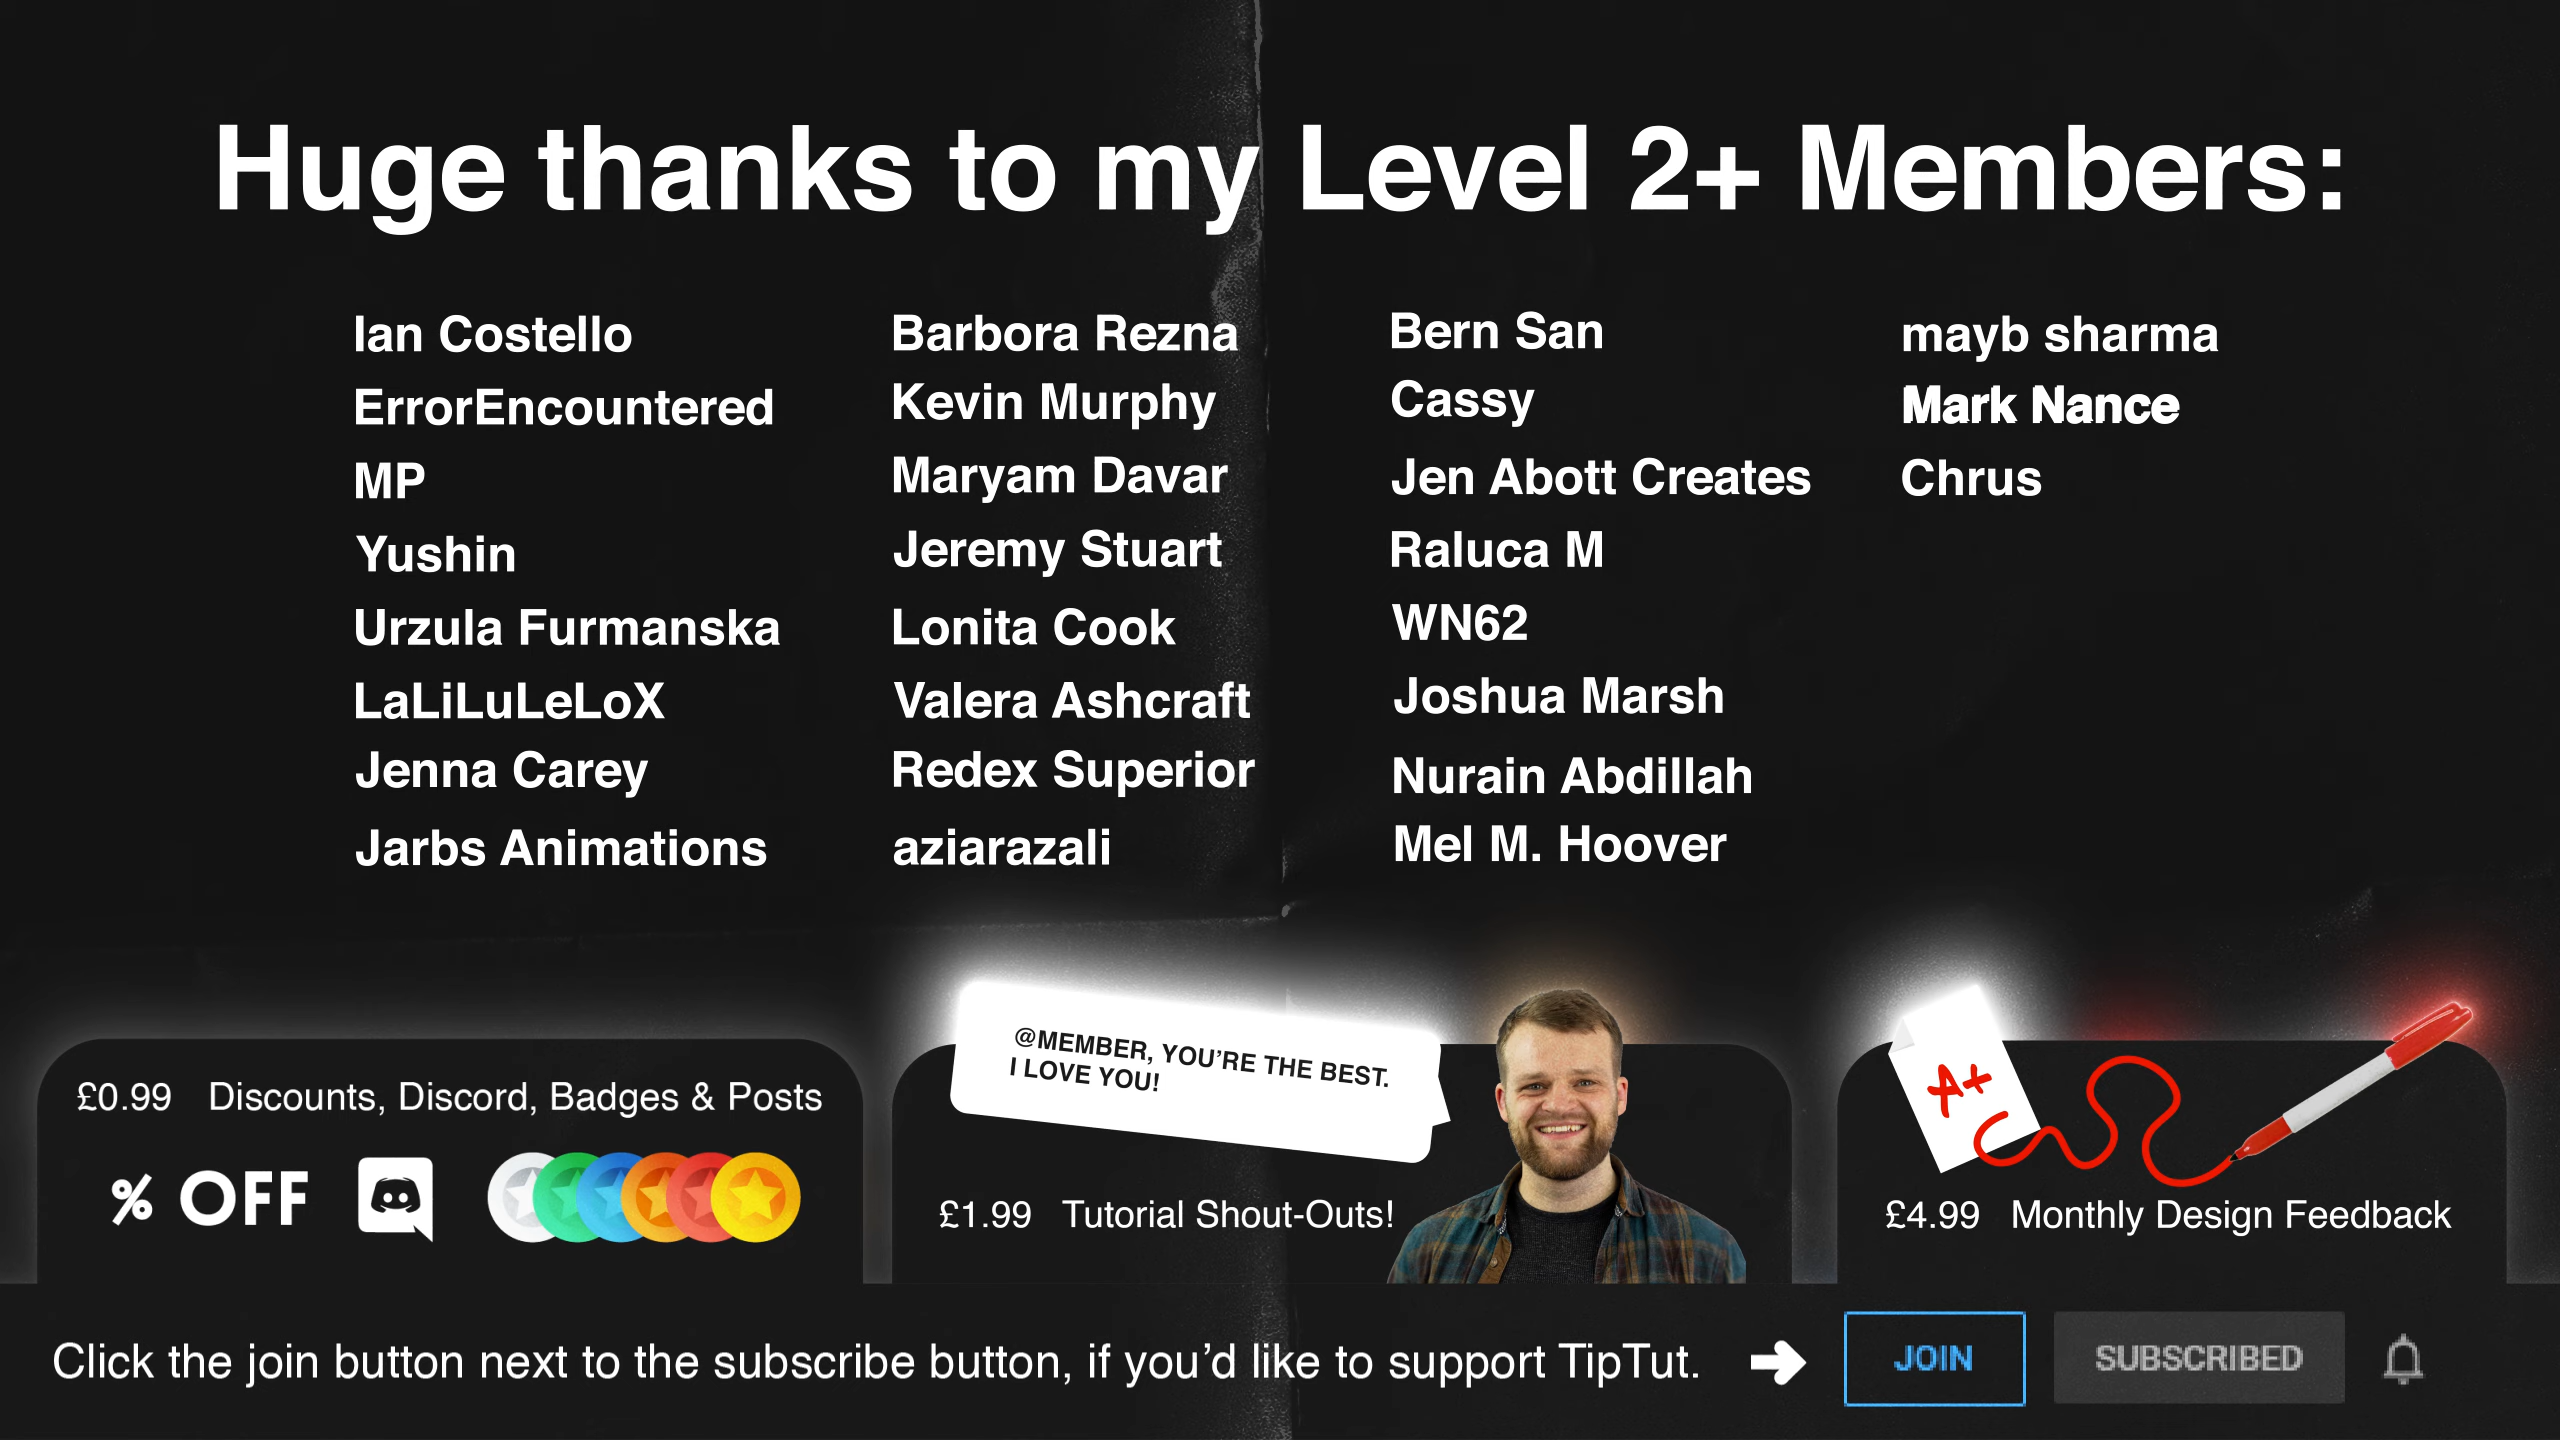 Huge thanks to my Level 2+ Members:
Ian Costello
ErrorEncountered
MP
Yushin
Urzula Furmanska
LaLiLuLeLoX
Jenna Carey
Jarbs Animations
Barbora Rezna
Kevin Murphy
Maryam Davar
Jeremy Stuart
Lonita Cook
Valera Ashcraft
Redex Superior
aziarazali
Bern San
Cassy
Jen Abott Creates
Raluca M
WN62
Joshua Marsh
Nurain Abdillah
Mel M. Hoover
mayb sharma
Mark Nance
Chrus
£0.99 Discounts, Discord, Badges & Posts
% OFF
@MEMBER, YOU’RE THE BEST.
I LOVE YOU!
£1.99 Tutorial Shout-Outs!
A+
£4.99 Monthly Design Feedback
Click the join button next to the subscribe button, if you’d like to support TipTut.
JOIN
SUBSCRIBED